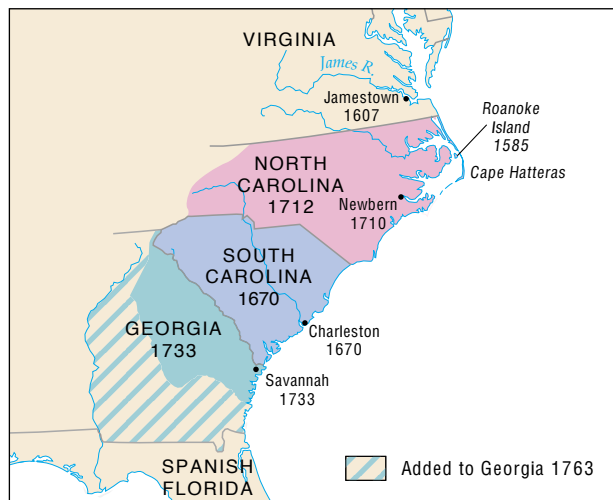 VIRGINIA
James R.
Jamestown
1607
Roanoke
Island
1585
Cape Hatteras
NORTH
CAROLINA
1712
Newbern
1710
SOUTH
CAROLINA
1670
Charleston
1670
GEORGIA
1733
Savannah
1733
SPANISH
FLORIDA
Added to Georgia 1763